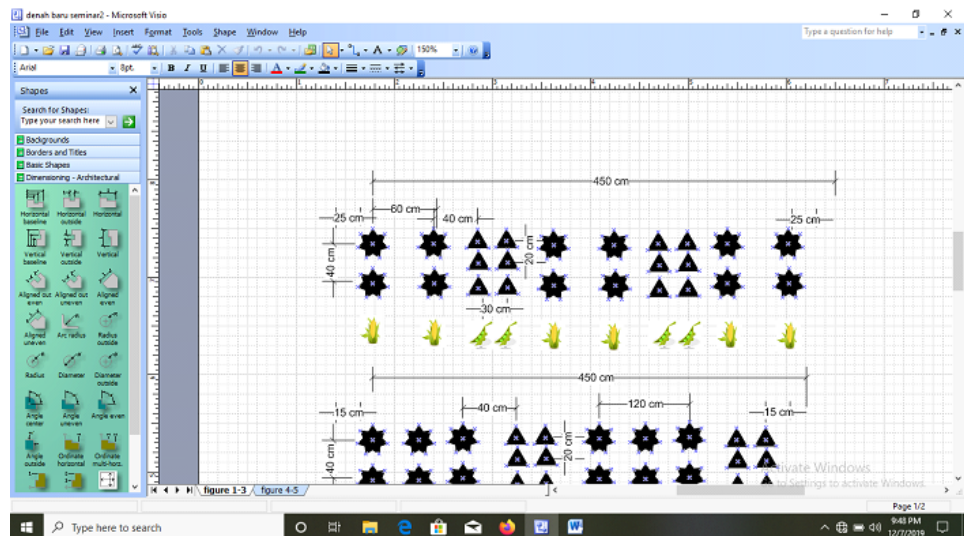 denah baru seminar2 - Microsoft Visio
File Edit View Insert Format Tools Shape Window Help
Type a question for help
150%
Arial 8pt. B I U
Shapes
Search for Shapes:
Type your search here
Backgrounds
Borders and Titles
Basic Shapes
Dimensioning - Architectural
Horizontal baseline
Horizontal outside
Horizontal
Vertical baseline
Vertical outside
Vertical
Aligned out even
Aligned out uneven
Aligned even
Aligned uneven
Arc radius
Radius outside
Radius
Diameter
Diameter outside
Angle center
Angle uneven
Angle even
Angle outside
Ordinate horizontal
Ordinate multi-hors.
450 cm
25 cm
60 cm
40 cm
25 cm
40 cm
20 cm
30 cm
450 cm
15 cm
40 cm
120 cm
15 cm
40 cm
20 cm
Activate Windows
Go to Settings to activate Windows.
figure 1-3 figure 4-5
Page 1/2
Type here to search
9:48 PM
12/7/2019